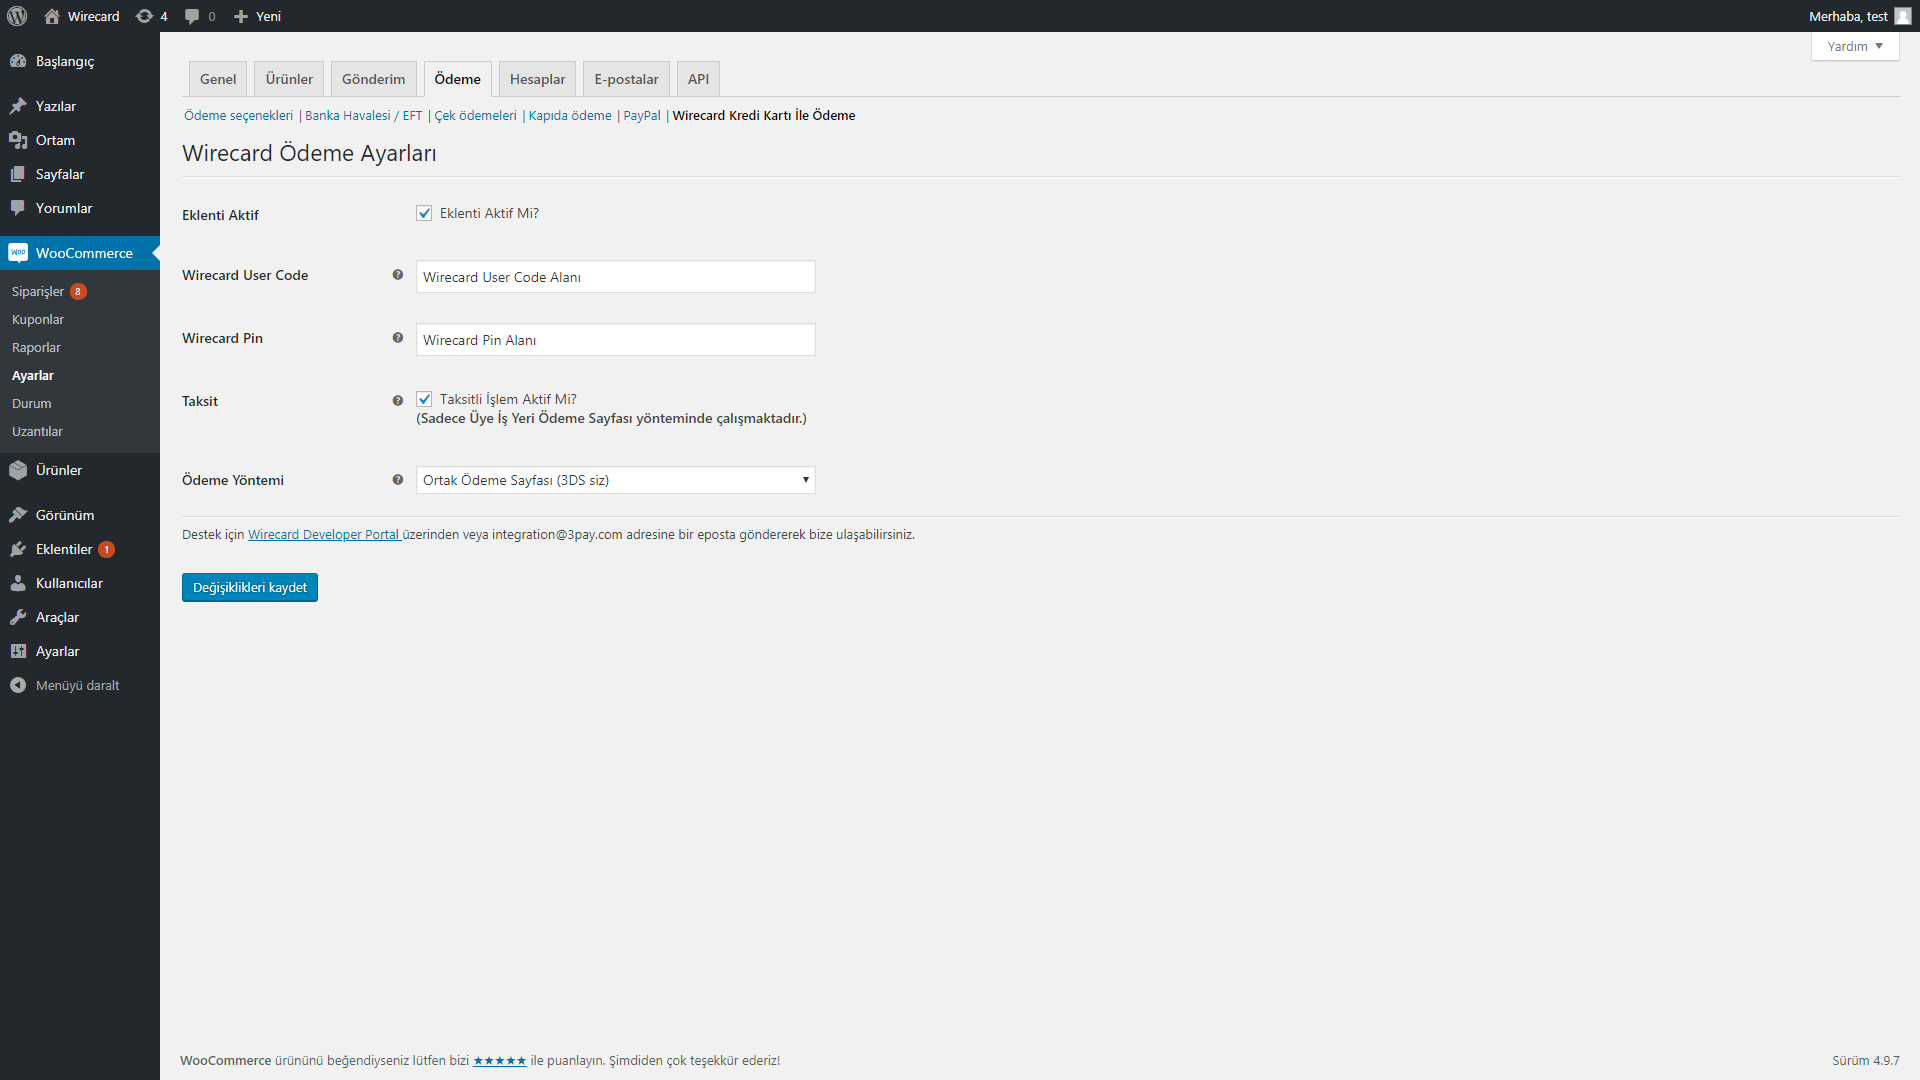 Wirecard 4 0 Yeni Merhaba, test
Yardım
Başlangıç
Yazılar
Ortam
Sayfalar
Yorumlar
WooCommerce
Siparişler 8
Kuponlar
Raporlar
Ayarlar
Durum
Uzantılar
Ürünler
Görünüm
Eklentiler 1
Kullanıcılar
Araçlar
Ayarlar
Menüyü daralt
Genel Ürünler Gönderim Ödeme Hesaplar E-postalar API
Ödeme seçenekleri | Banka Havalesi / EFT | Çek ödemeleri | Kapıda ödeme | PayPal | Wirecard Kredi Kartı İle Ödeme
Wirecard Ödeme Ayarları
Eklenti Aktif Eklenti Aktif Mi?
Wirecard User Code ? Wirecard User Code Alanı
Wirecard Pin ? Wirecard Pin Alanı
Taksit ? Taksitli İşlem Aktif Mi?
(Sadece Üye İş Yeri Ödeme Sayfası yönteminde çalışmaktadır.)
Ödeme Yöntemi ? Ortak Ödeme Sayfası (3DS siz)
Destek için Wirecard Developer Portal üzerinden veya integration@3pay.com adresine bir eposta göndererek bize ulaşabilirsiniz.
Değişiklikleri kaydet
WooCommerce ürününü beğendiyseniz lütfen bizi ★★★★★ ile puanlayın. Şimdiden çok teşekkür ederiz! Sürüm 4.9.7